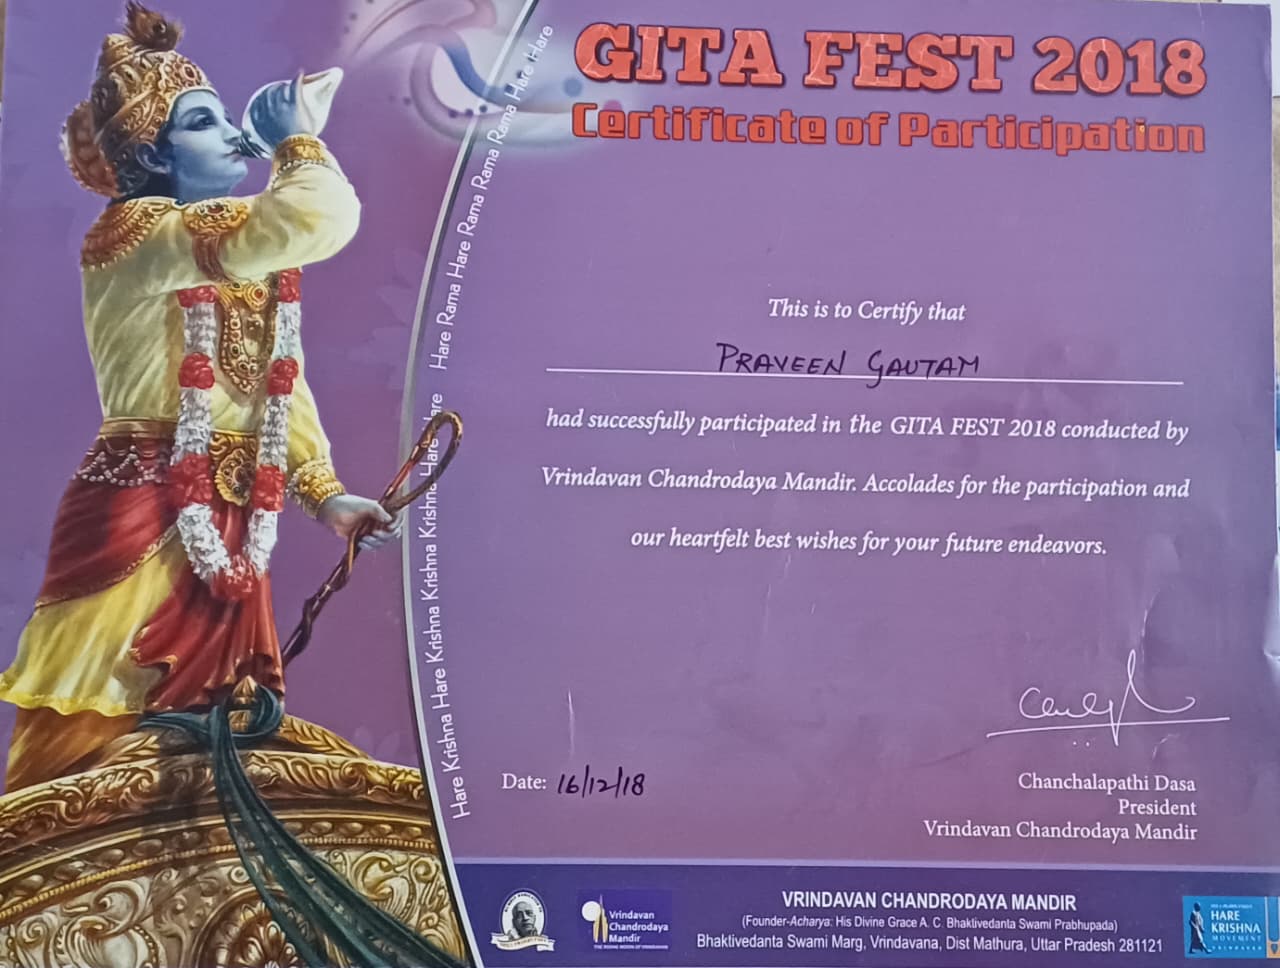 GITA FEST 2018
Certificate of Participation
Hare Krishna Hare Krishna Krishna Krishna Hare Hare
Hare Rama Hare Rama Rama Rama Hare Hare
This is to Certify that
PRAVEEN GAUTAM
had successfully participated in the GITA FEST 2018 conducted by
Vrindavan Chandrodaya Mandir. Accolades for the participation and
our heartfelt best wishes for your future endeavors.
Date: 16/12/18
Chanchalapathi Dasa
President
Vrindavan Chandrodaya Mandir
Vrindavan
Chandrodaya
Mandir
VRINDAVAN CHANDRODAYA MANDIR
(Founder-Acharya: His Divine Grace A. C. Bhaktivedanta Swami Prabhupada)
Bhaktivedanta Swami Marg, Vrindavana, Dist Mathura, Uttar Pradesh 281121
HARE
KRISHNA
MOVEMENT
VRINDAVAN